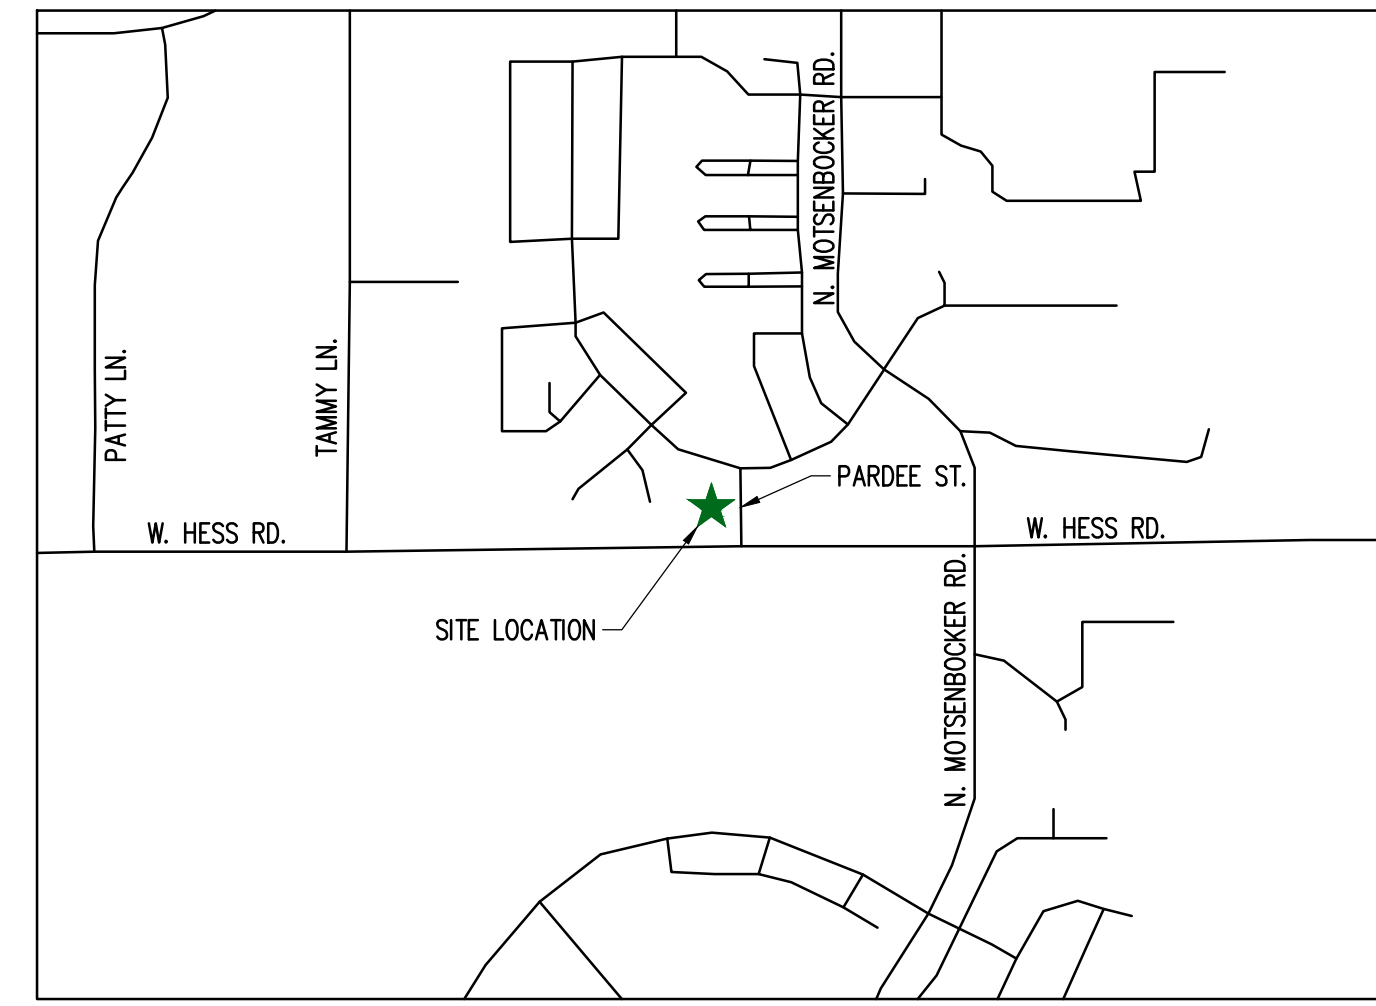 N. MOTSENBOCKER RD.
PATTY LN.
TAMMY LN.
PARDEE ST.
W. HESS RD.
W. HESS RD.
SITE LOCATION
N. MOTSENBOCKER RD.